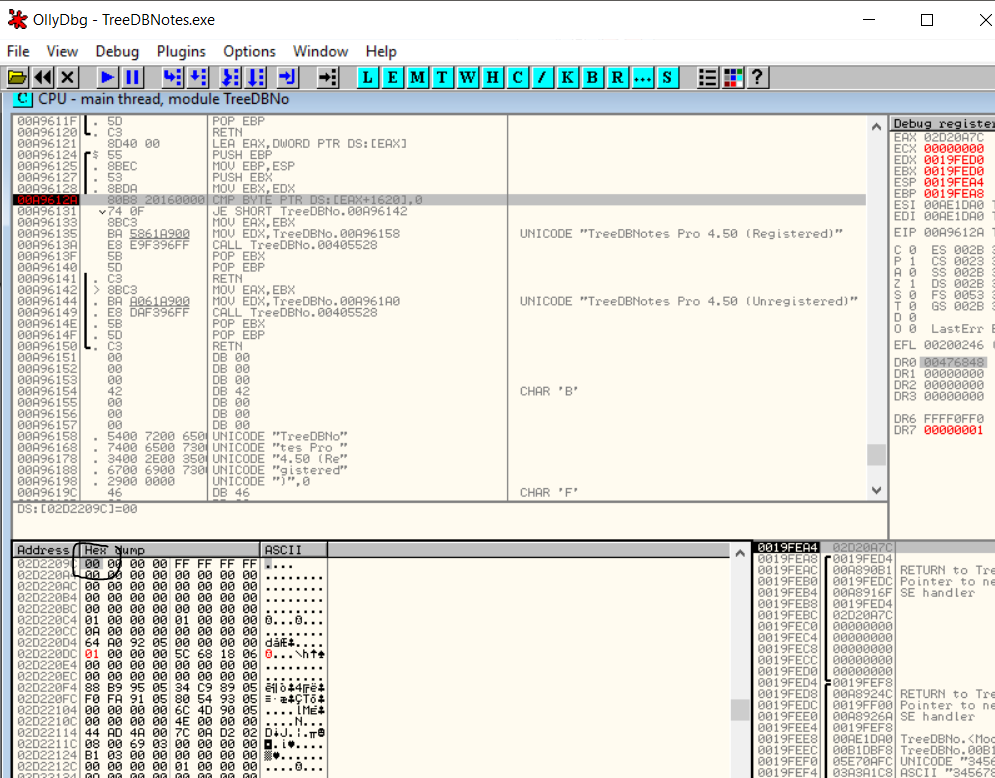 OllyDbg - TreeDBNotes.exe
File View Debug Plugins Options Window Help
L E M T W H C / K B R ... S ?
C CPU - main thread, module TreeDBNo
00A9611F . 5D POP EBP
00A96120 . C3 RETN
00A96121 8D40 00 LEA EAX,DWORD PTR DS:[EAX]
00A96124 $ 55 PUSH EBP
00A96125 . 8BEC MOV EBP,ESP
00A96127 . 53 PUSH EBX
00A96128 . 8BDA MOV EBX,EDX
00A9612A 80B8 20160000 CMP BYTE PTR DS:[EAX+1620],0
00A96131 74 0F JE SHORT TreeDBNo.00A96142
00A96133 8BC3 MOV EAX,EBX
00A96135 BA 5861A900 MOV EDX,TreeDBNo.00A96158 UNICODE "TreeDBNotes Pro 4.50 (Registered)"
00A9613A E8 E9F396FF CALL TreeDBNo.00405528
00A9613F 5B POP EBX
00A96140 5D POP EBP
00A96141 . C3 RETN
00A96142 > 8BC3 MOV EAX,EBX
00A96144 . BA A061A900 MOV EDX,TreeDBNo.00A961A0 UNICODE "TreeDBNotes Pro 4.50 (Unregistered)"
00A96149 . E8 DAF396FF CALL TreeDBNo.00405528
00A9614E . 5B POP EBX
00A9614F . 5D POP EBP
00A96150 . C3 RETN
00A96151 00 DB 00
00A96152 00 DB 00
00A96153 00 DB 00
00A96154 42 DB 42 CHAR 'B'
00A96155 00 DB 00
00A96156 00 DB 00
00A96157 00 DB 00
00A96158 . 5400 7200 650 UNICODE "TreeDBNo"
00A96168 . 7400 6500 730 UNICODE "tes Pro "
00A96178 . 3400 2E00 350 UNICODE "4.50 (Re"
00A96188 . 6700 6900 730 UNICODE "gistered"
00A96198 . 2900 0000 UNICODE ")",0
00A9619C 46 DB 46 CHAR 'F'
DS:[02D2209C]=00
Debug register
EAX 02D20A7C
ECX 00000000
EDX 0019FED0
EBX 0019FED0
ESP 0019FEA4
EBP 0019FEA8
ESI 00AE1DA0 T
EDI 00AE1DA0 T
EIP 00A9612A T
C 0 ES 002B 3
P 1 CS 0023 3
A 0 SS 002B 3
Z 1 DS 002B 3
S 0 FS 0053 3
T 0 GS 002B 3
D 0
O 0 LastErr E
EFL 00200246
DR0 00476848
DR1 00000000
DR2 00000000
DR3 00000000
DR6 FFFF0FF0
DR7 00000001
Address Hex dump ASCII
02D2209C 00 00 00 00 FF FF FF FF ....
02D220A4 00 00 00 00 00 00 00 00 ........
02D220AC 00 00 00 00 00 00 00 00 ........
02D220B4 00 00 00 00 00 00 00 00 ........
02D220BC 00 00 00 00 00 00 00 00 ........
02D220C4 01 00 00 00 01 00 00 00
02D220CC 0A 00 00 00 00 00 00 00 ........
02D220D4 64 A0 92 05 00 00 00 00
02D220DC 01 00 00 00 5C 68 18 06
02D220E4 00 00 00 00 00 00 00 00 ........
02D220EC 00 00 00 00 00 00 00 00 ........
02D220F4 88 B9 95 05 34 C9 89 05
02D220FC F0 FA 91 05 80 54 93 05
02D22104 00 00 00 00 6C 4D 90 05
02D2210C 00 00 00 00 4E 00 00 00 ....N...
02D22114 44 AD 4A 00 7C 0A D2 02
02D2211C 08 00 69 03 00 00 00 00
02D22124 B1 03 00 00 00 00 00 00
02D2212C 00 00 00 00 01 00 00 00
0019FEA4 02D20A7C
0019FEA8 0019FED4
0019FEAC 00A890B1 RETURN to Tre
0019FEB0 0019FEDC Pointer to ne
0019FEB4 00A8916F SE handler
0019FEB8 0019FED4
0019FEBC 02D20A7C
0019FEC0 00000000
0019FEC4 00000000
0019FEC8 00000000
0019FECC 00000000
0019FED0 00000000
0019FED4 0019FEF8
0019FED8 00A8924C RETURN to Tre
0019FEDC 0019FF00 Pointer to ne
0019FEE0 00A8926A SE handler
0019FEE4 0019FEF8
0019FEE8 00AE1DA0 TreeDBNo.<Mod
0019FEEC 00B1DBF8 TreeDBNo.00B1
0019FEF0 05E70AFC UNICODE "3456
0019FEF4 03A3A1C8 ASCII "345678